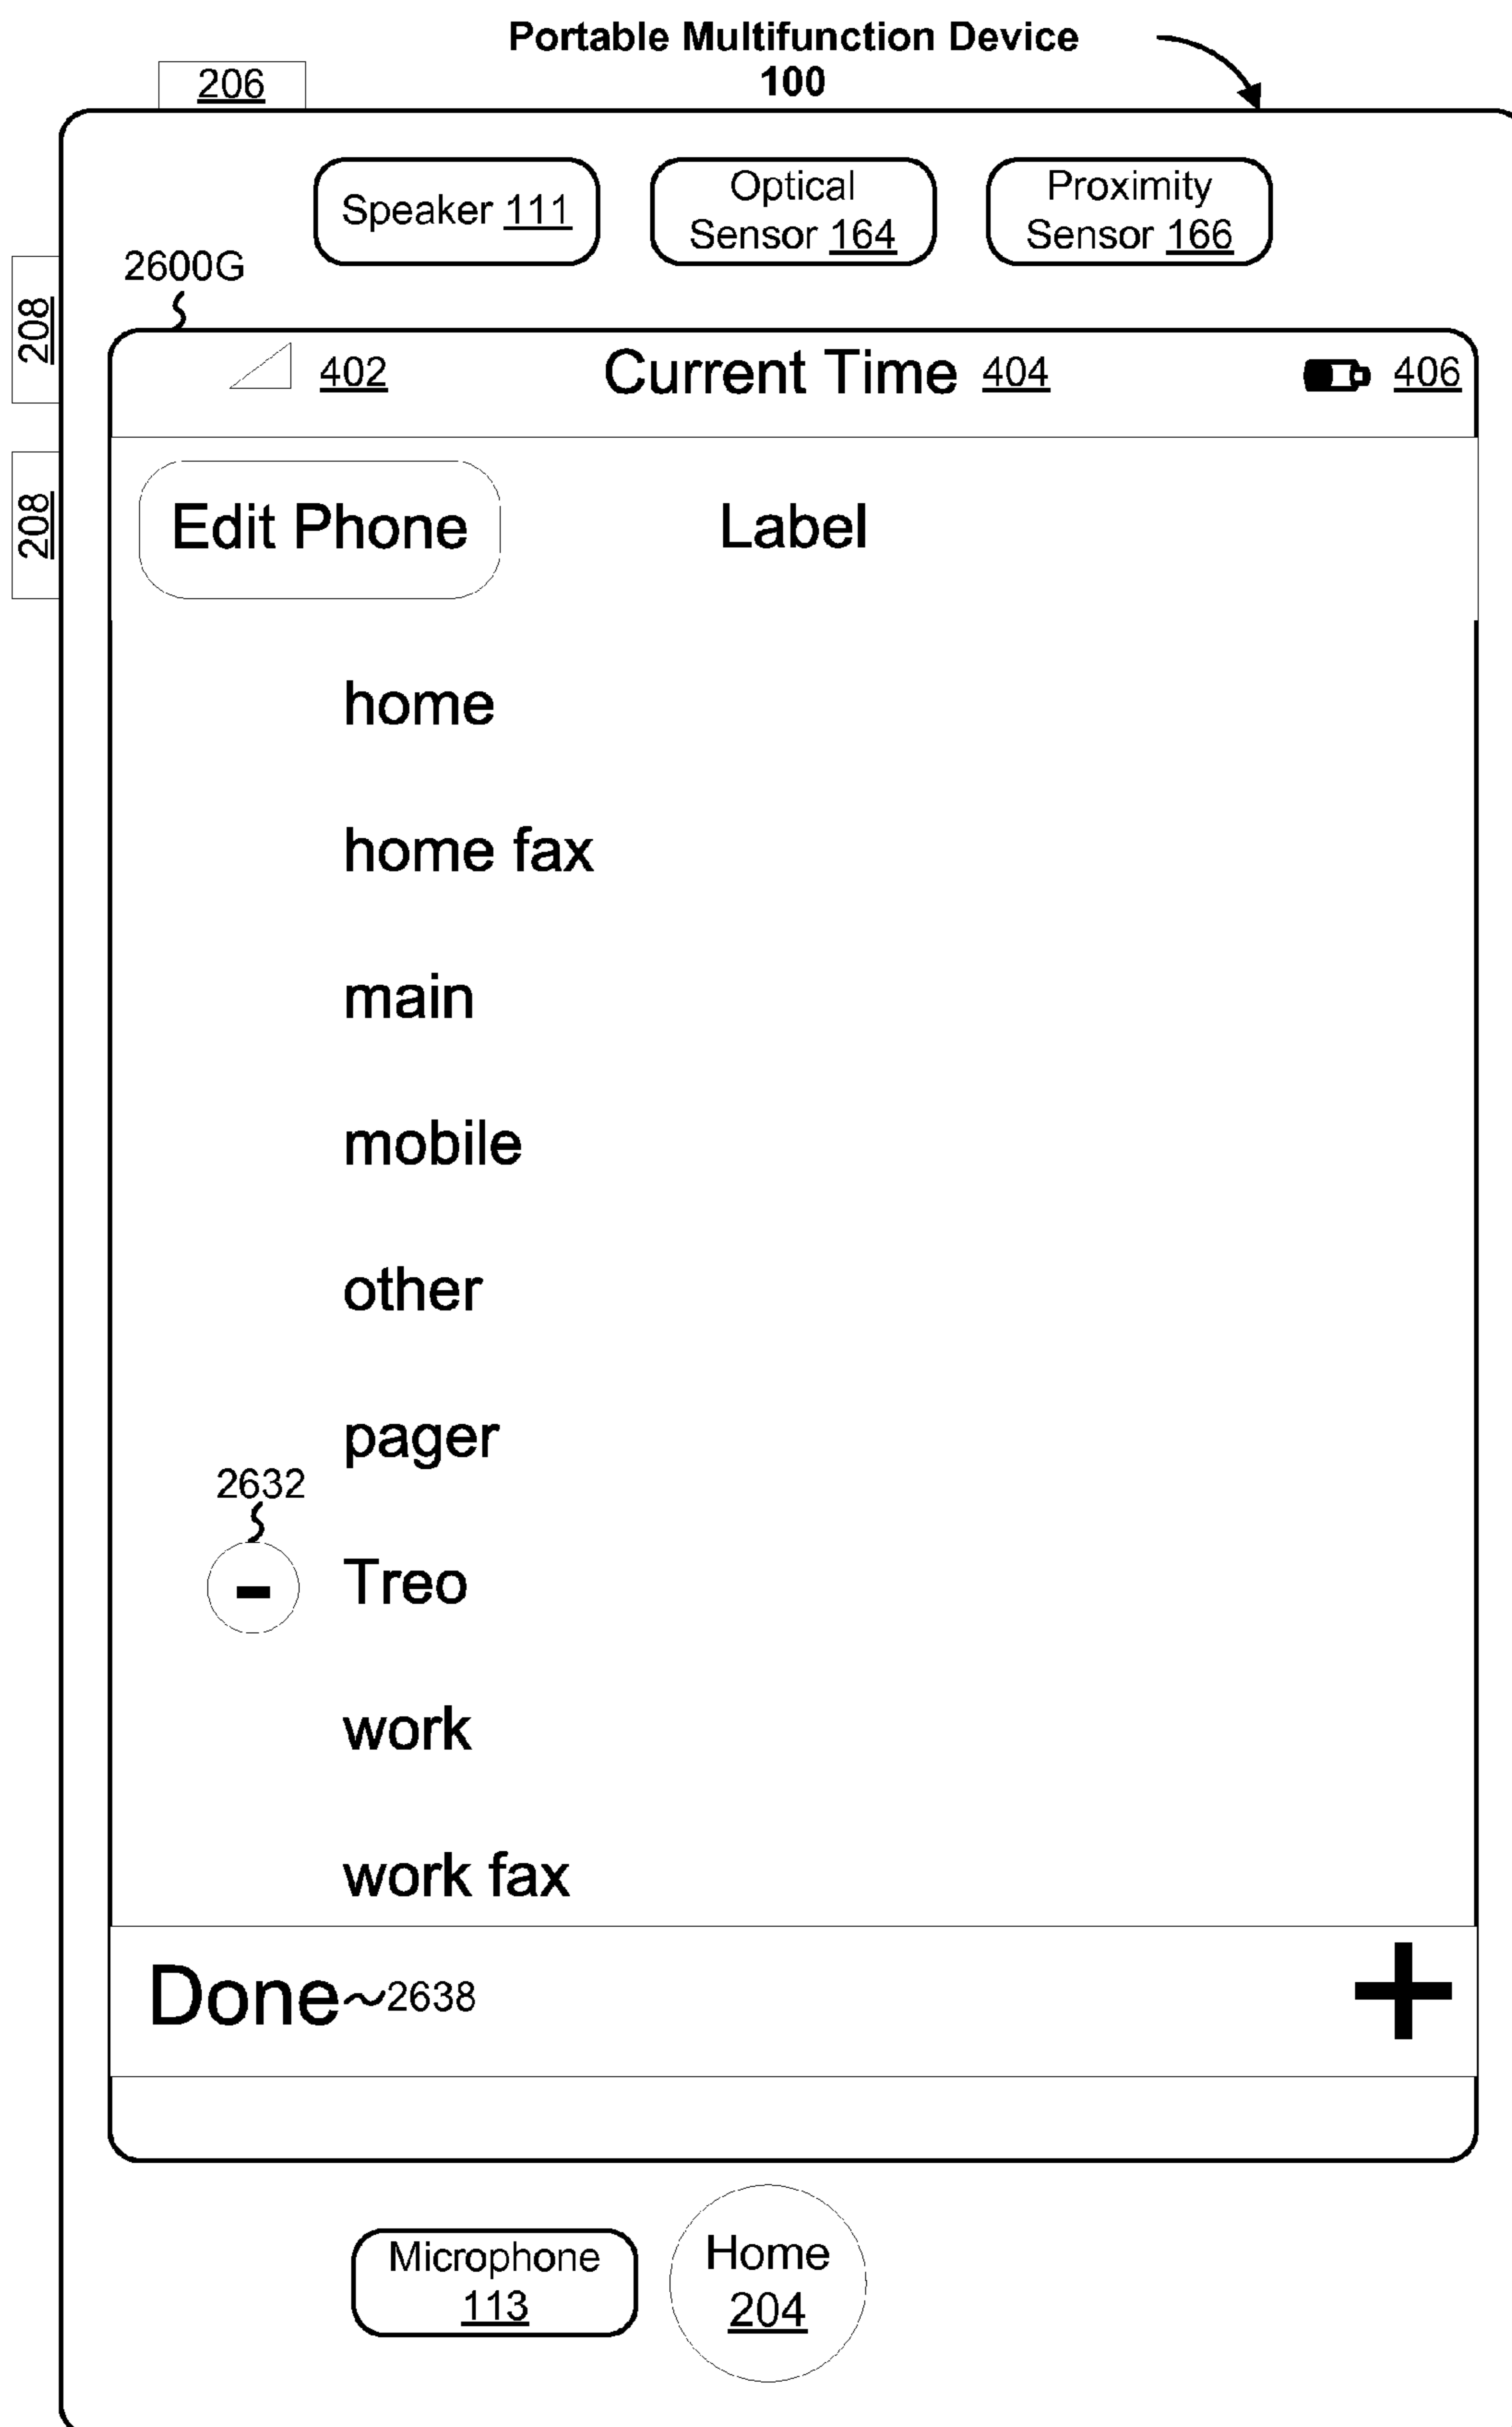 Portable Multifunction Device
100
206
Speaker 111
Optical
Sensor 164
Proximity
Sensor 166
2600G
208
208
402
Current Time 404
406
Edit Phone
Label
home
home fax
main
mobile
other
pager
2632
Treo
work
work fax
Done~2638
Microphone
113
Home
204